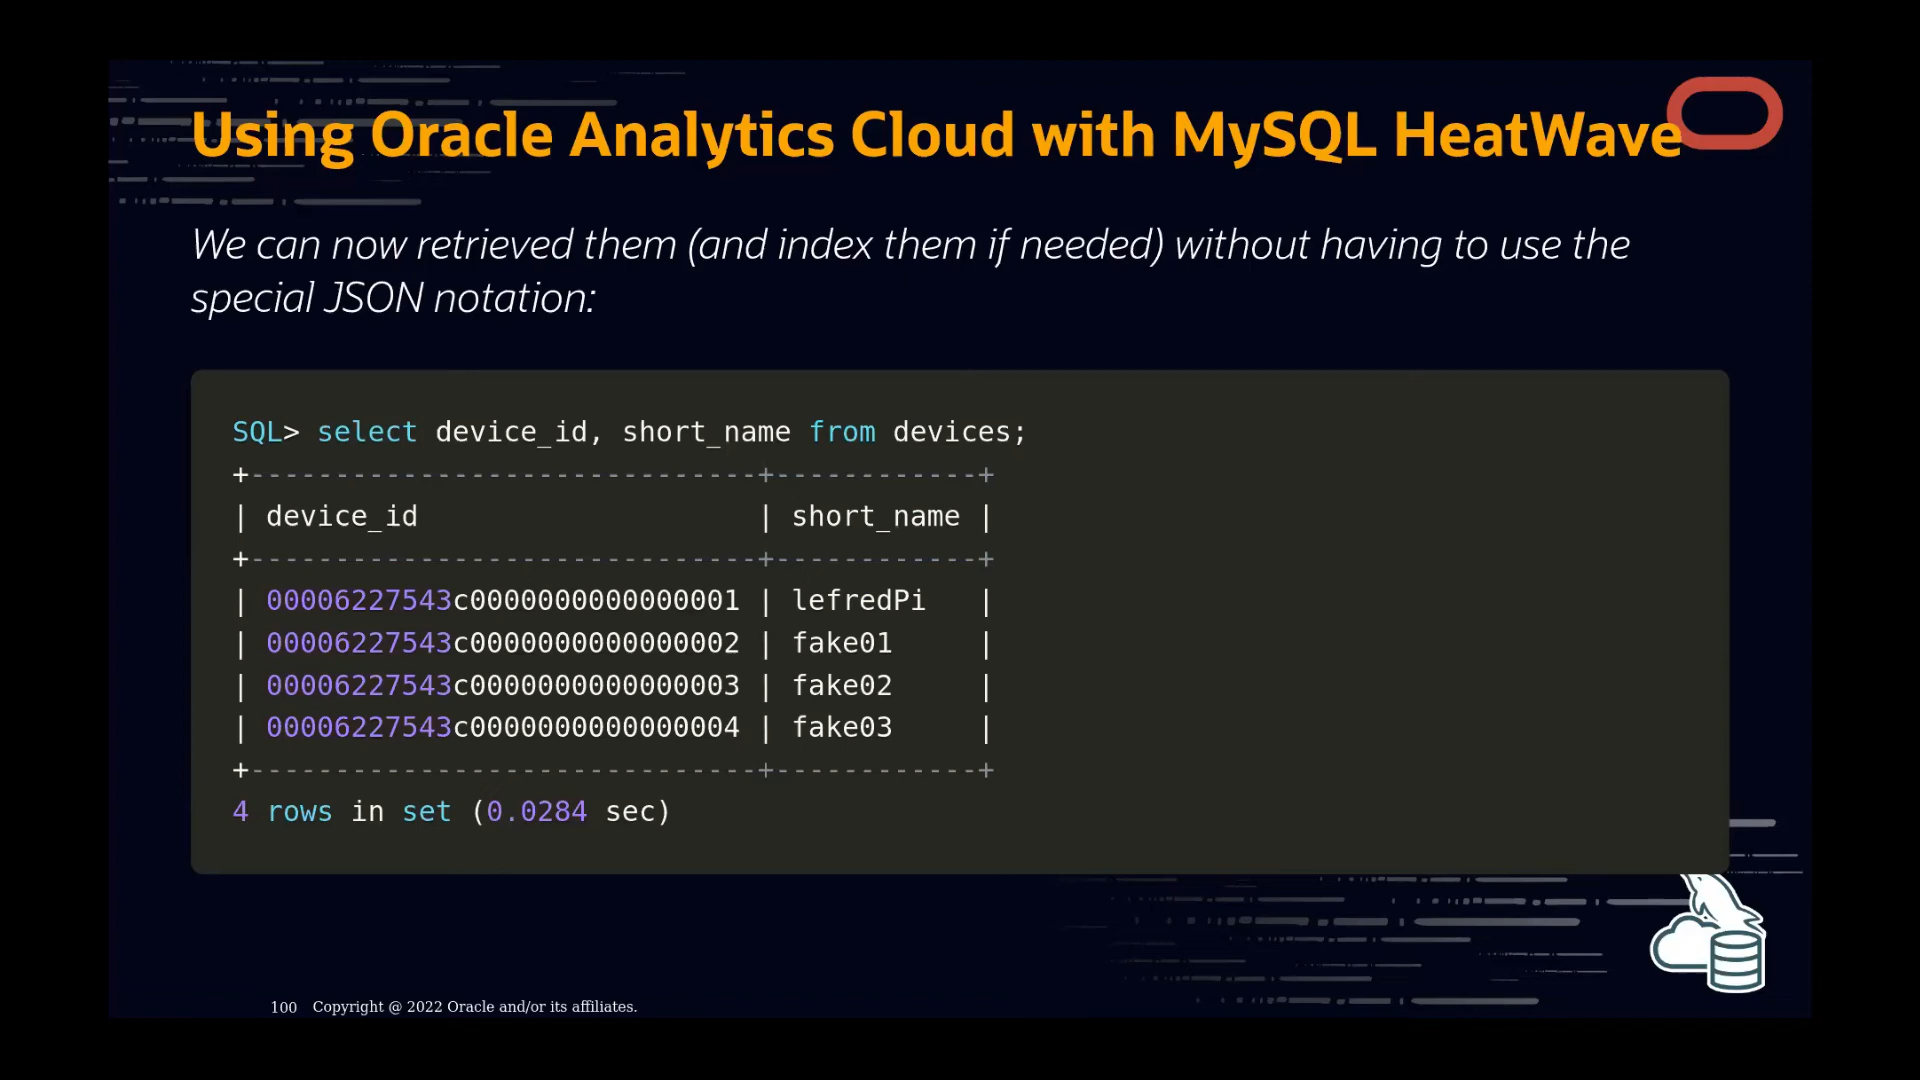 Using Oracle Analytics Cloud with MySQL HeatWave
We can now retrieved them (and index them if needed) without having to use the
special JSON notation:
SQL> select device_id, short_name from devices;
+------------------------------+------------+
| device_id                    | short_name |
+------------------------------+------------+
| 00006227543c0000000000000001 | lefredPi   |
| 00006227543c0000000000000002 | fake01     |
| 00006227543c0000000000000003 | fake02     |
| 00006227543c0000000000000004 | fake03     |
+------------------------------+------------+
4 rows in set (0.0284 sec)
100 Copyright @ 2022 Oracle and/or its affiliates.